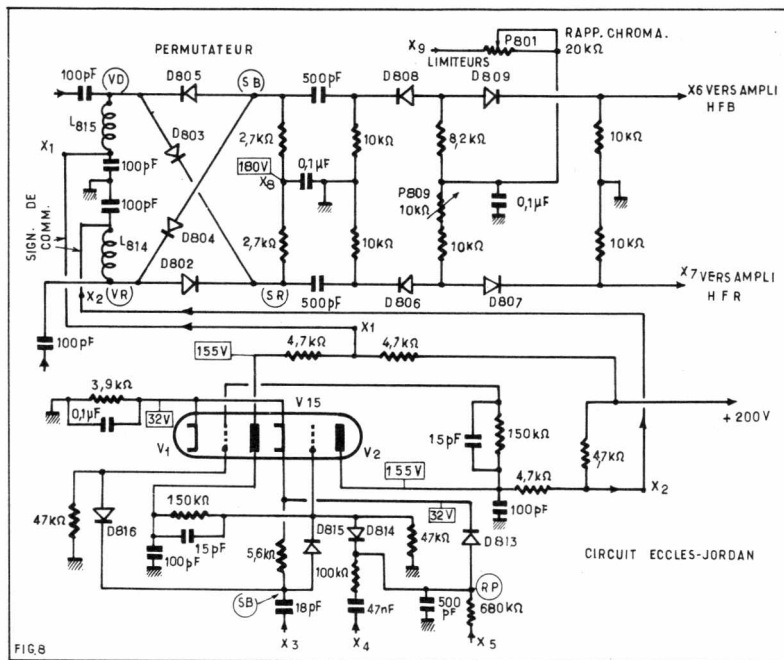 PERMUTATEUR
X9
P801
RAPP. CHROMA.
20kΩ
LIMITEURS
100pF
VD
D805
SB
500pF
D808
D809
X6 VERS AMPLI
HFB
L815
D803
2,7kΩ
10kΩ
8,2kΩ
10kΩ
X1
100pF
180V
X8
0,1µF
P809
10kΩ
0,1µF
100pF
SIGN. DE COMM.
L814
D804
2,7kΩ
10kΩ
10kΩ
10kΩ
D802
X2
VR
SR
500pF
D806
D807
X7 VERS AMPLI
HFR
100pF
X1
155V
4,7kΩ
4,7kΩ
3,9kΩ
0,1µF
32V
V15
V1
V2
15pF
150kΩ
+200V
155V
4,7kΩ
47kΩ
X2
47kΩ
D816
150kΩ
15pF
100pF
5,6kΩ
D815
D814
47kΩ
32V
D813
100pF
CIRCUIT ECCLES-JORDAN
100kΩ
SB
18pF
47nF
500pF
RP
680kΩ
X3
X4
X5
FIG.8